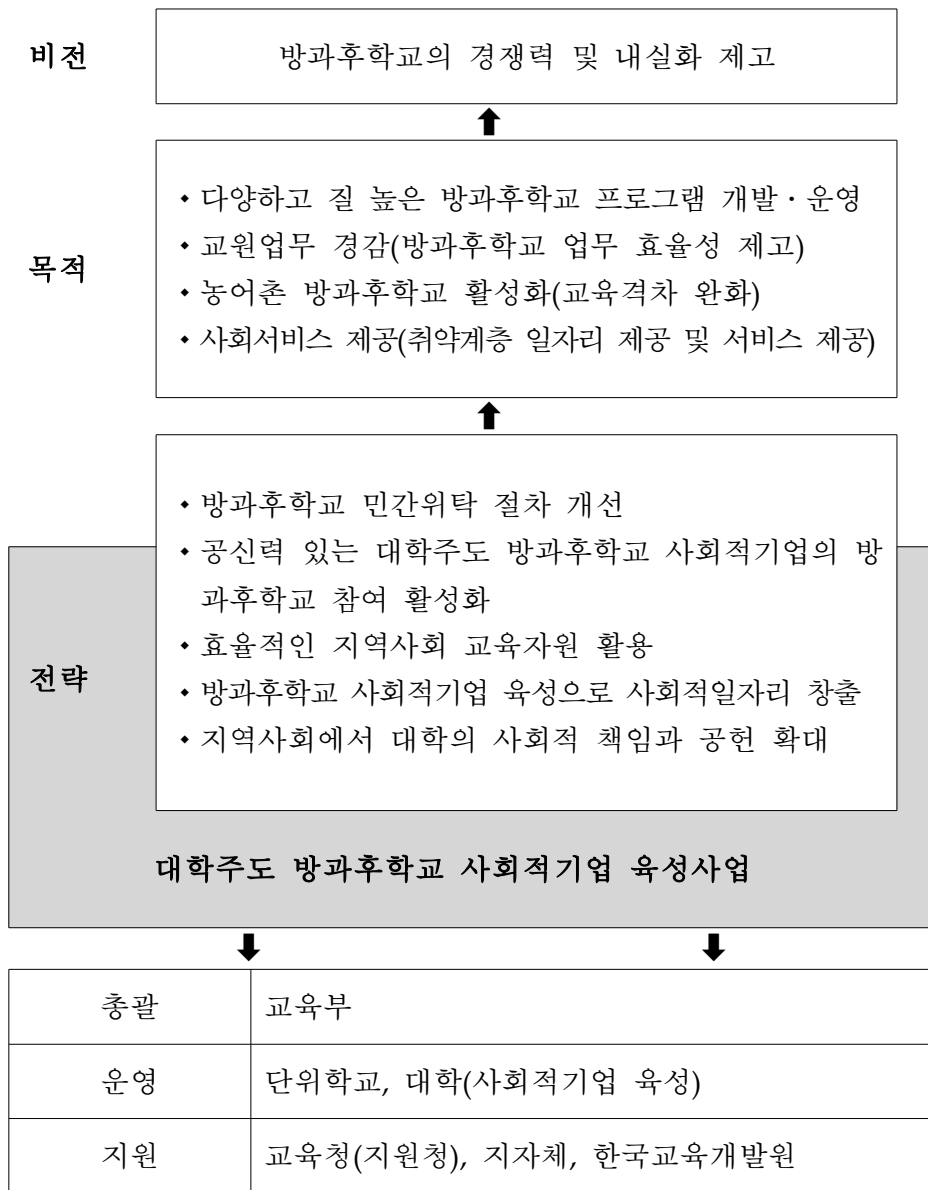 비전
방과후학교의 경쟁력 및 내실화 제고
목적
다양하고 질 높은 방과후학교 프로그램 개발·운영
교원업무 경감(방과후학교 업무 효율성 제고)
농어촌 방과후학교 활성화(교육격차 완화)
사회서비스 제공(취약계층 일자리 제공 및 서비스 제공)
전략
방과후학교 민간위탁 절차 개선
공신력 있는 대학주도 방과후학교 사회적기업의 방
과후학교 참여 활성화
효율적인 지역사회 교육자원 활용
방과후학교 사회적기업 육성으로 사회적일자리 창출
지역사회에서 대학의 사회적 책임과 공헌 확대
대학주도 방과후학교 사회적기업 육성사업
총괄 교육부
운영 단위학교, 대학(사회적기업 육성)
지원 교육청(지원청), 지자체, 한국교육개발원